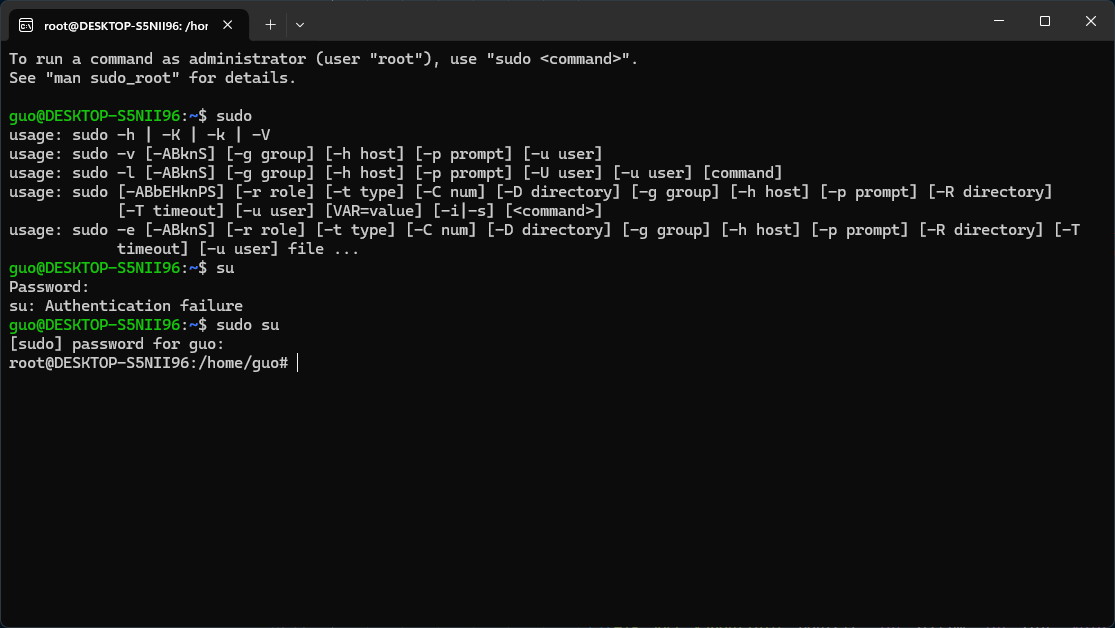 root@DESKTOP-S5NII96: /hor
To run a command as administrator (user "root"), use "sudo <command>".
See "man sudo_root" for details.
guo@DESKTOP-S5NII96:~$ sudo
usage: sudo -h | -K | -k | -V
usage: sudo -v [-ABknS] [-g group] [-h host] [-p prompt] [-u user]
usage: sudo -l [-ABknS] [-g group] [-h host] [-p prompt] [-U user] [-u user] [command]
usage: sudo [-ABbEHknPS] [-r role] [-t type] [-C num] [-D directory] [-g group] [-h host] [-p prompt] [-R directory]
[-T timeout] [-u user] [VAR=value] [-i|-s] [<command>]
usage: sudo -e [-ABknS] [-r role] [-t type] [-C num] [-D directory] [-g group] [-h host] [-p prompt] [-R directory] [-T
timeout] [-u user] file ...
guo@DESKTOP-S5NII96:~$ su
Password:
su: Authentication failure
guo@DESKTOP-S5NII96:~$ sudo su
[sudo] password for guo:
root@DESKTOP-S5NII96:/home/guo#